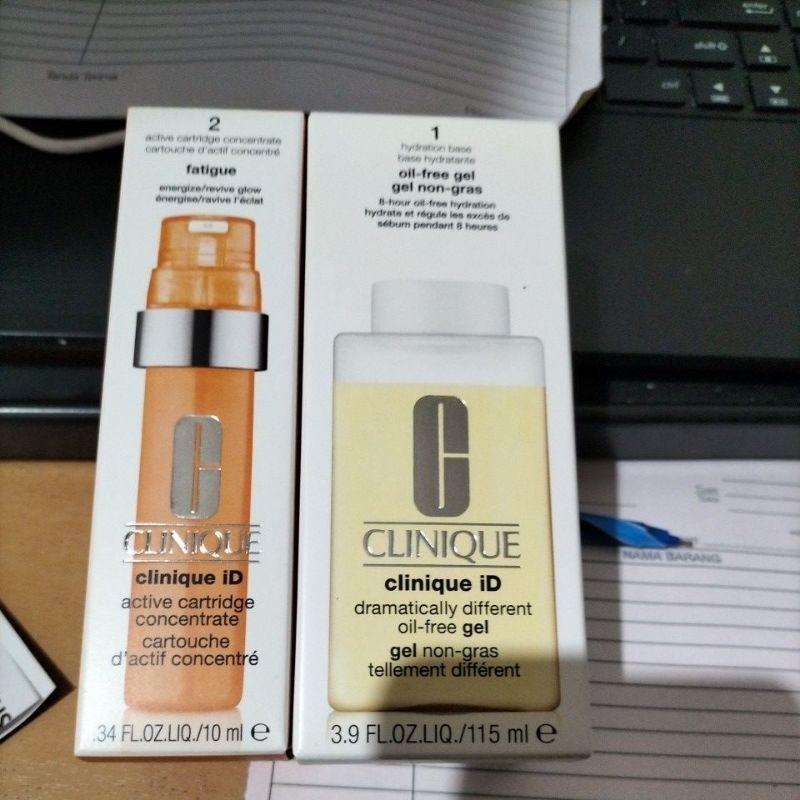 2
active cartridge concentrate
cartouche d'actif concentré
fatigue
energize/revive glow
énergise/ravive l'éclat
CLINIQUE
clinique iD
active cartridge
concentrate
cartouche
d'actif concentré
.34 FL.OZ.LIQ./10 ml e
1
hydration base
base hydratante
oil-free gel
gel non-gras
8-hour oil-free hydration
hydrate et régule les excès de
sébum pendant 8 heures
CLINIQUE
clinique iD
dramatically different
oil-free gel
gel non-gras
tellement différent
3.9 FL.OZ.LIQ./115 ml e
enter
shift
ctrl
NAMA BARANG